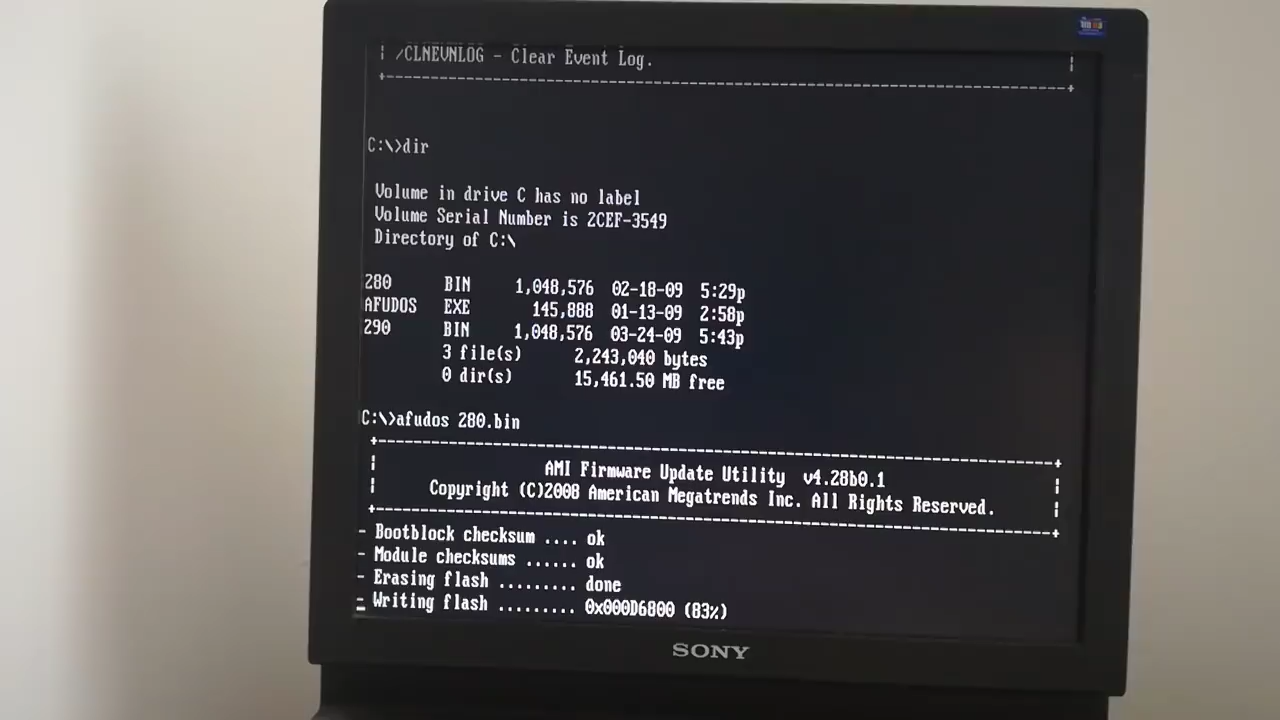 /CLNEVNLOG - Clear Event Log.
C:\>dir
Volume in drive C has no label
Volume Serial Number is 2CEF-3549
Directory of C:\
280 BIN 1,048,576 02-18-09 5:29p
AFUDOS EXE 145,888 01-13-09 2:58p
290 BIN 1,048,576 03-24-09 5:43p
3 file(s) 2,243,040 bytes
0 dir(s) 15,461.50 MB free
C:\>afudos 280.bin
AMI Firmware Update Utility v4.28b0.1
Copyright (C)2008 American Megatrends Inc. All Rights Reserved.
- Bootblock checksum .... ok
- Module checksums ...... ok
- Erasing flash ......... done
- Writing flash ......... 0x000D6800 (83%)
SONY